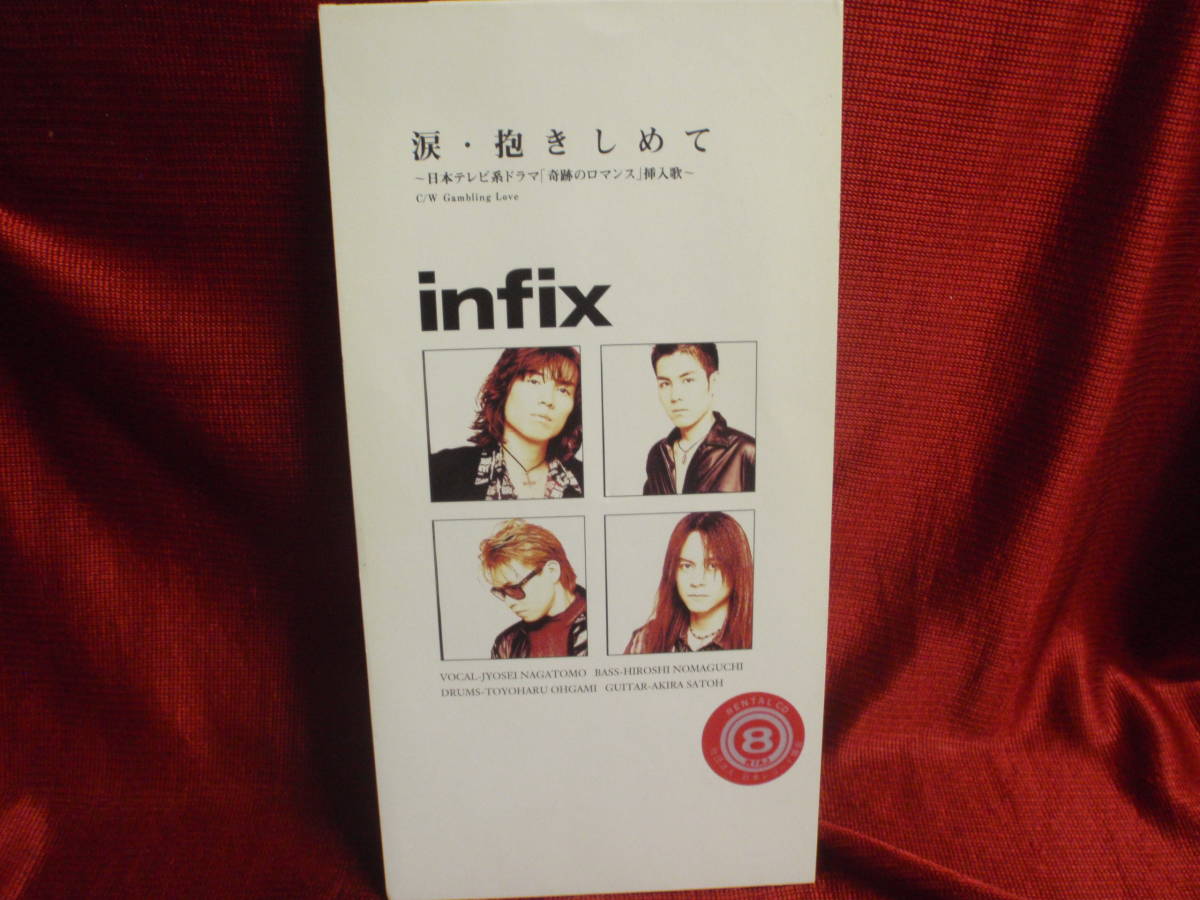 涙・抱きしめて
～日本テレビ系ドラマ「奇跡のロマンス」挿入歌～
C/W Gambling Love
infix
VOCAL-JYOSEI NAGATOMO BASS-HIROSHI NOMAGUCHI
DRUMS-TOYOHARU OHGAMI GUITAR-AKIRA SATOH
RENTAL CD
8